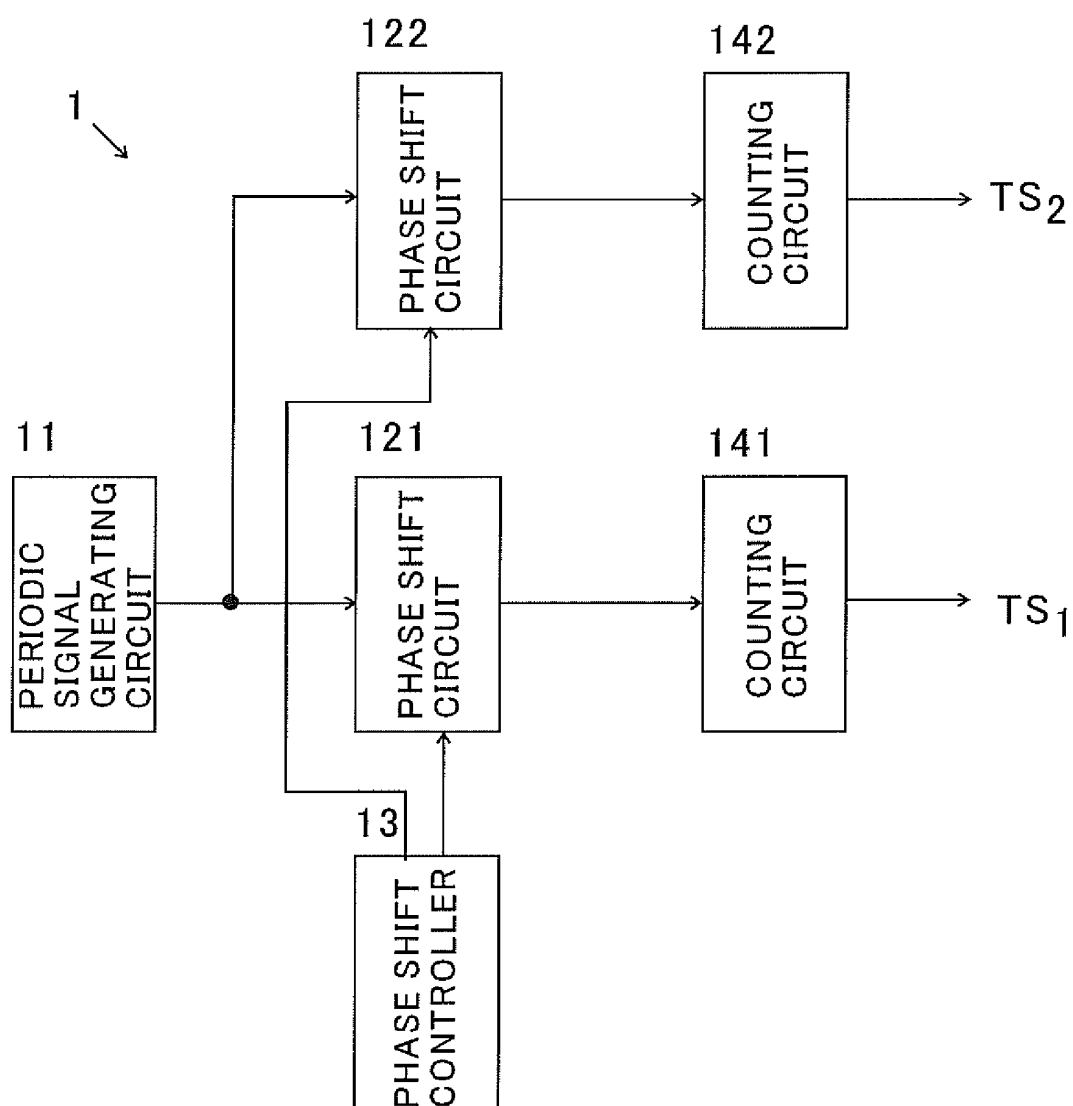 122
142
1
PHASE SHIFT
CIRCUIT
COUNTING
CIRCUIT
TS2
11
121
141
PERIODIC
SIGNAL
GENERATING
CIRCUIT
PHASE SHIFT
CIRCUIT
COUNTING
CIRCUIT
TS1
13
PHASE SHIFT
CONTROLLER